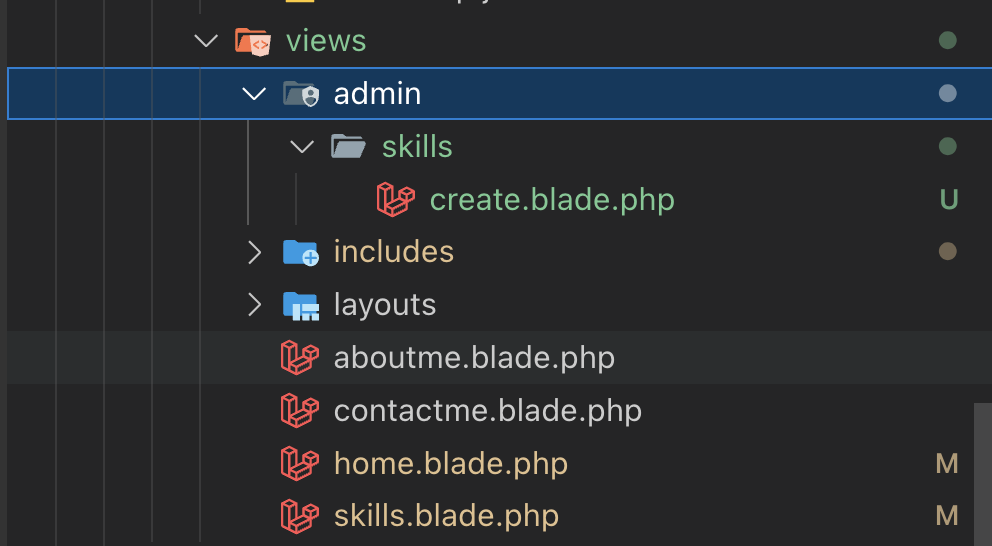 views
admin
skills
create.blade.php U
includes
layouts
aboutme.blade.php
contactme.blade.php
home.blade.php M
skills.blade.php M